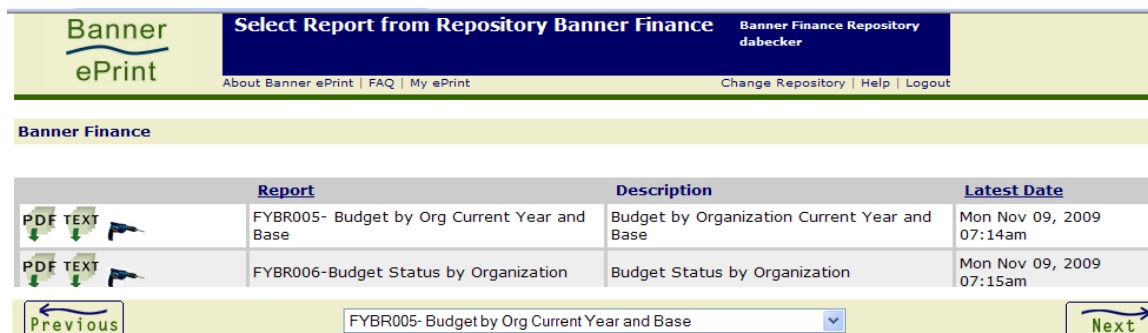 Banner
ePrint
Select Report from Repository Banner Finance
Banner Finance Repository
dabecker
About Banner ePrint | FAQ | My ePrint
Change Repository | Help | Logout
Banner Finance
Report Description Latest Date
PDF TEXT
FYBR005- Budget by Org Current Year and
Base
Budget by Organization Current Year and
Base
Mon Nov 09, 2009
07:14am
PDF TEXT
FYBR006-Budget Status by Organization
Budget Status by Organization
Mon Nov 09, 2009
07:15am
Previous
FYBR005- Budget by Org Current Year and Base
Next